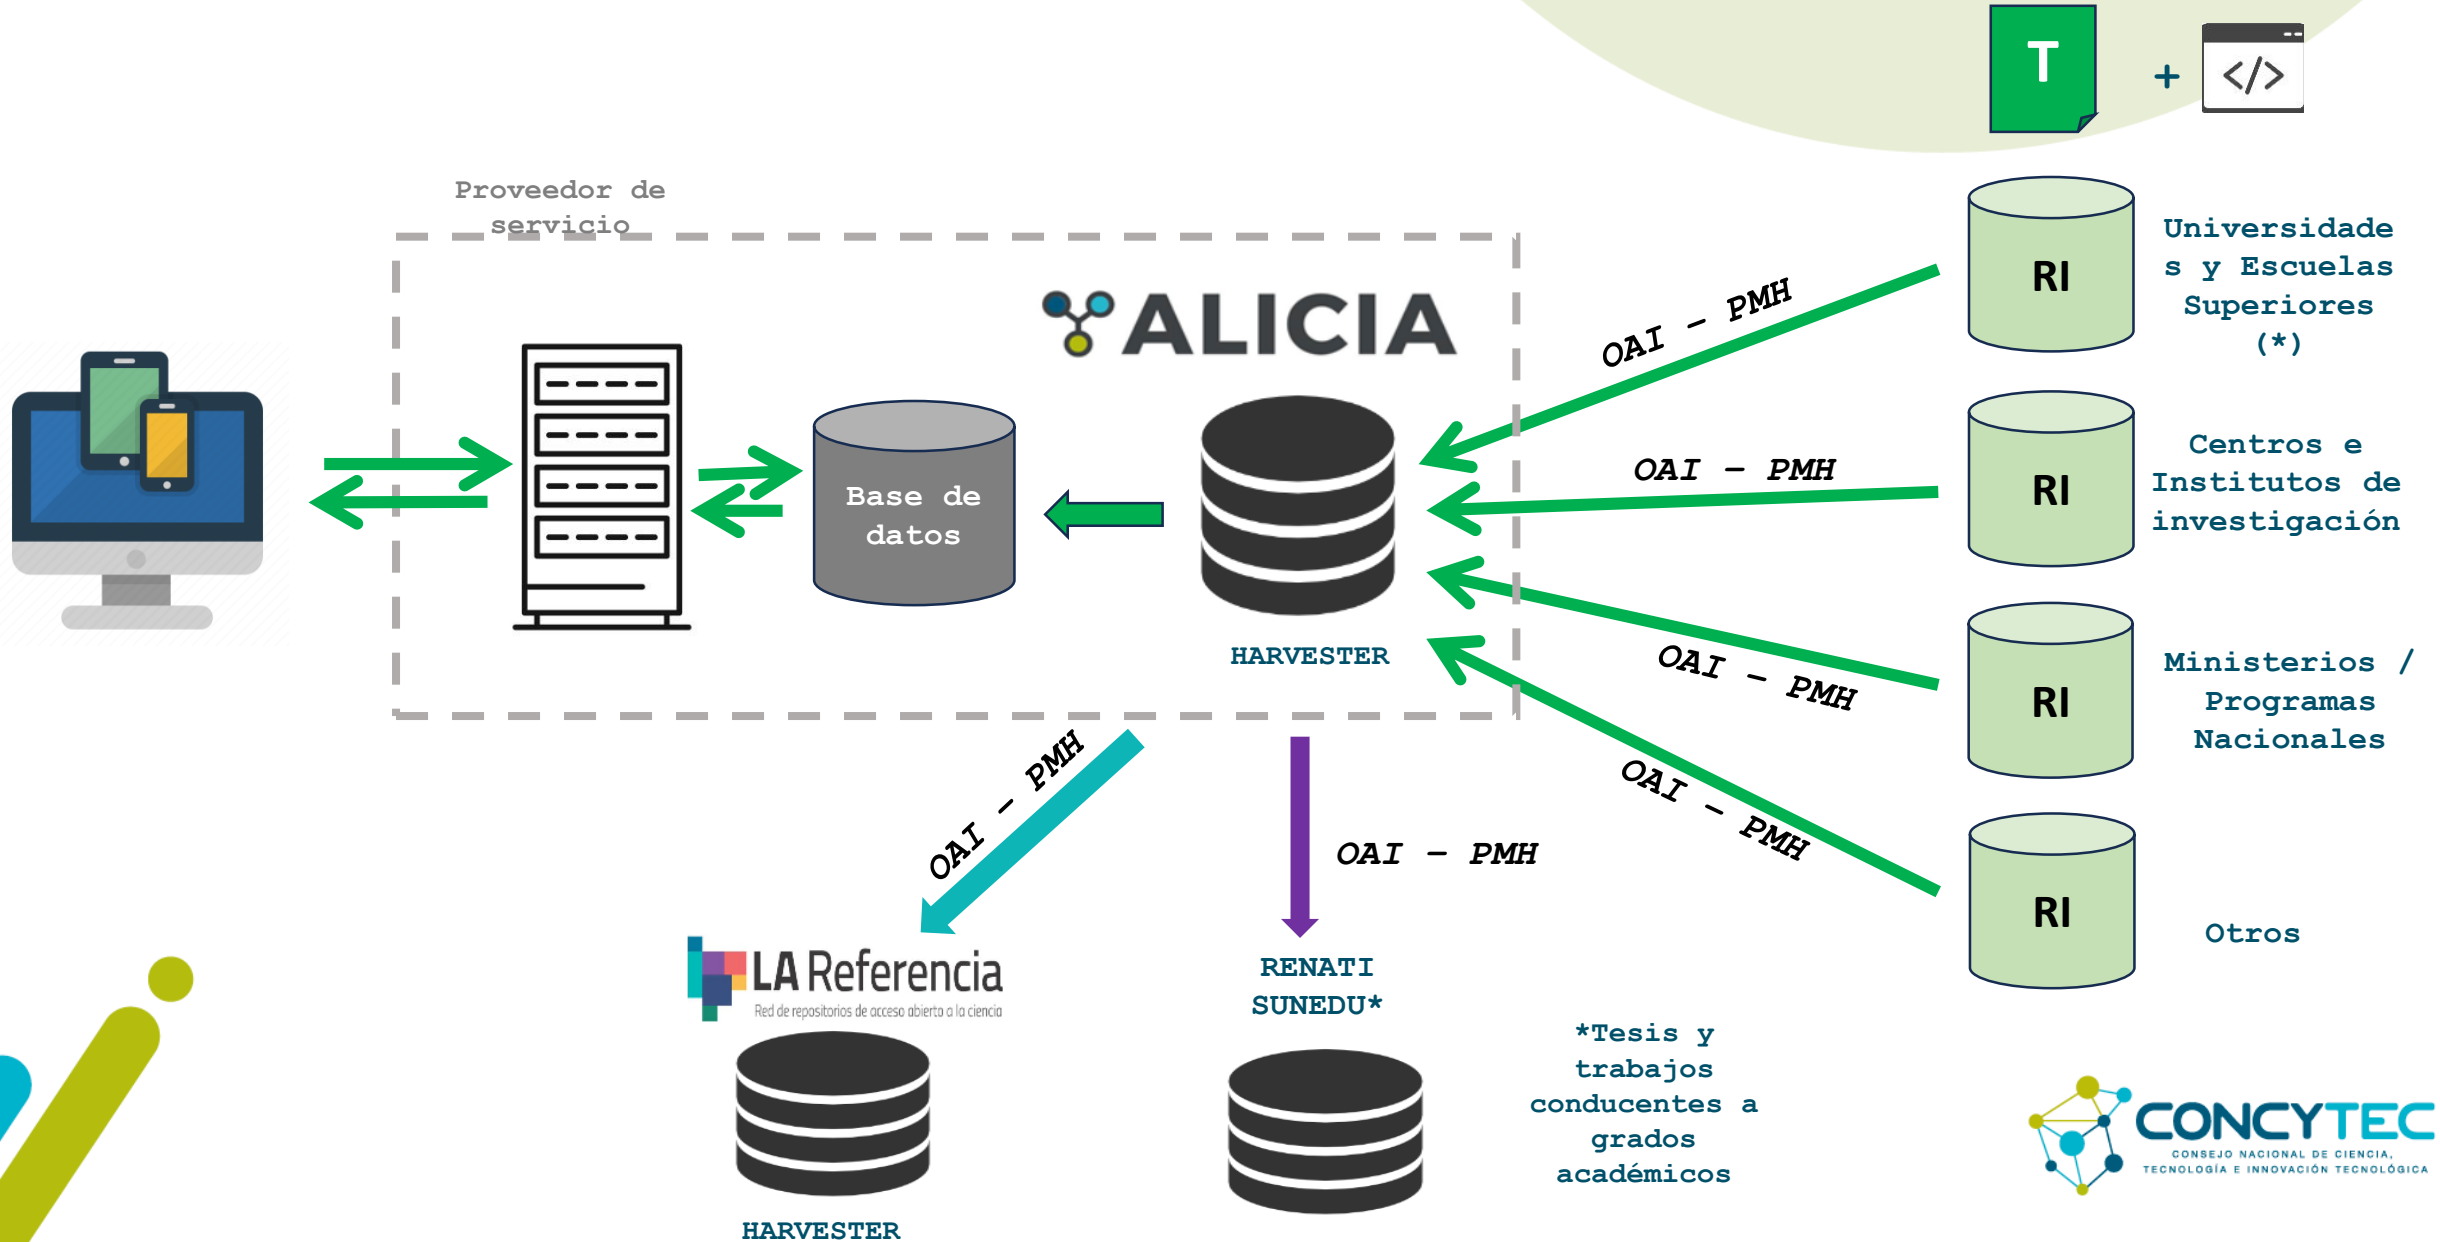 T
+
</>
Proveedor de
servicio
ALICIA
OAI - PMH
RI
Universidade
s y Escuelas
Superiores
(*)
Base de
datos
HARVESTER
OAI - PMH
RI
Centros e
Institutos de
investigación
OAI - PMH
RI
Ministerios /
Programas
Nacionales
OAI - PMH
RI
Otros
OAI - PMH
OAI - PMH
LA Referencia
Red de repositorios de acceso abierto a la ciencia
HARVESTER
RENATI
SUNEDU*
*Tesis y
trabajos
conducentes a
grados
académicos
CONCYTEC
CONSEJO NACIONAL DE CIENCIA,
TECNOLOGÍA E INNOVACIÓN TECNOLÓGICA